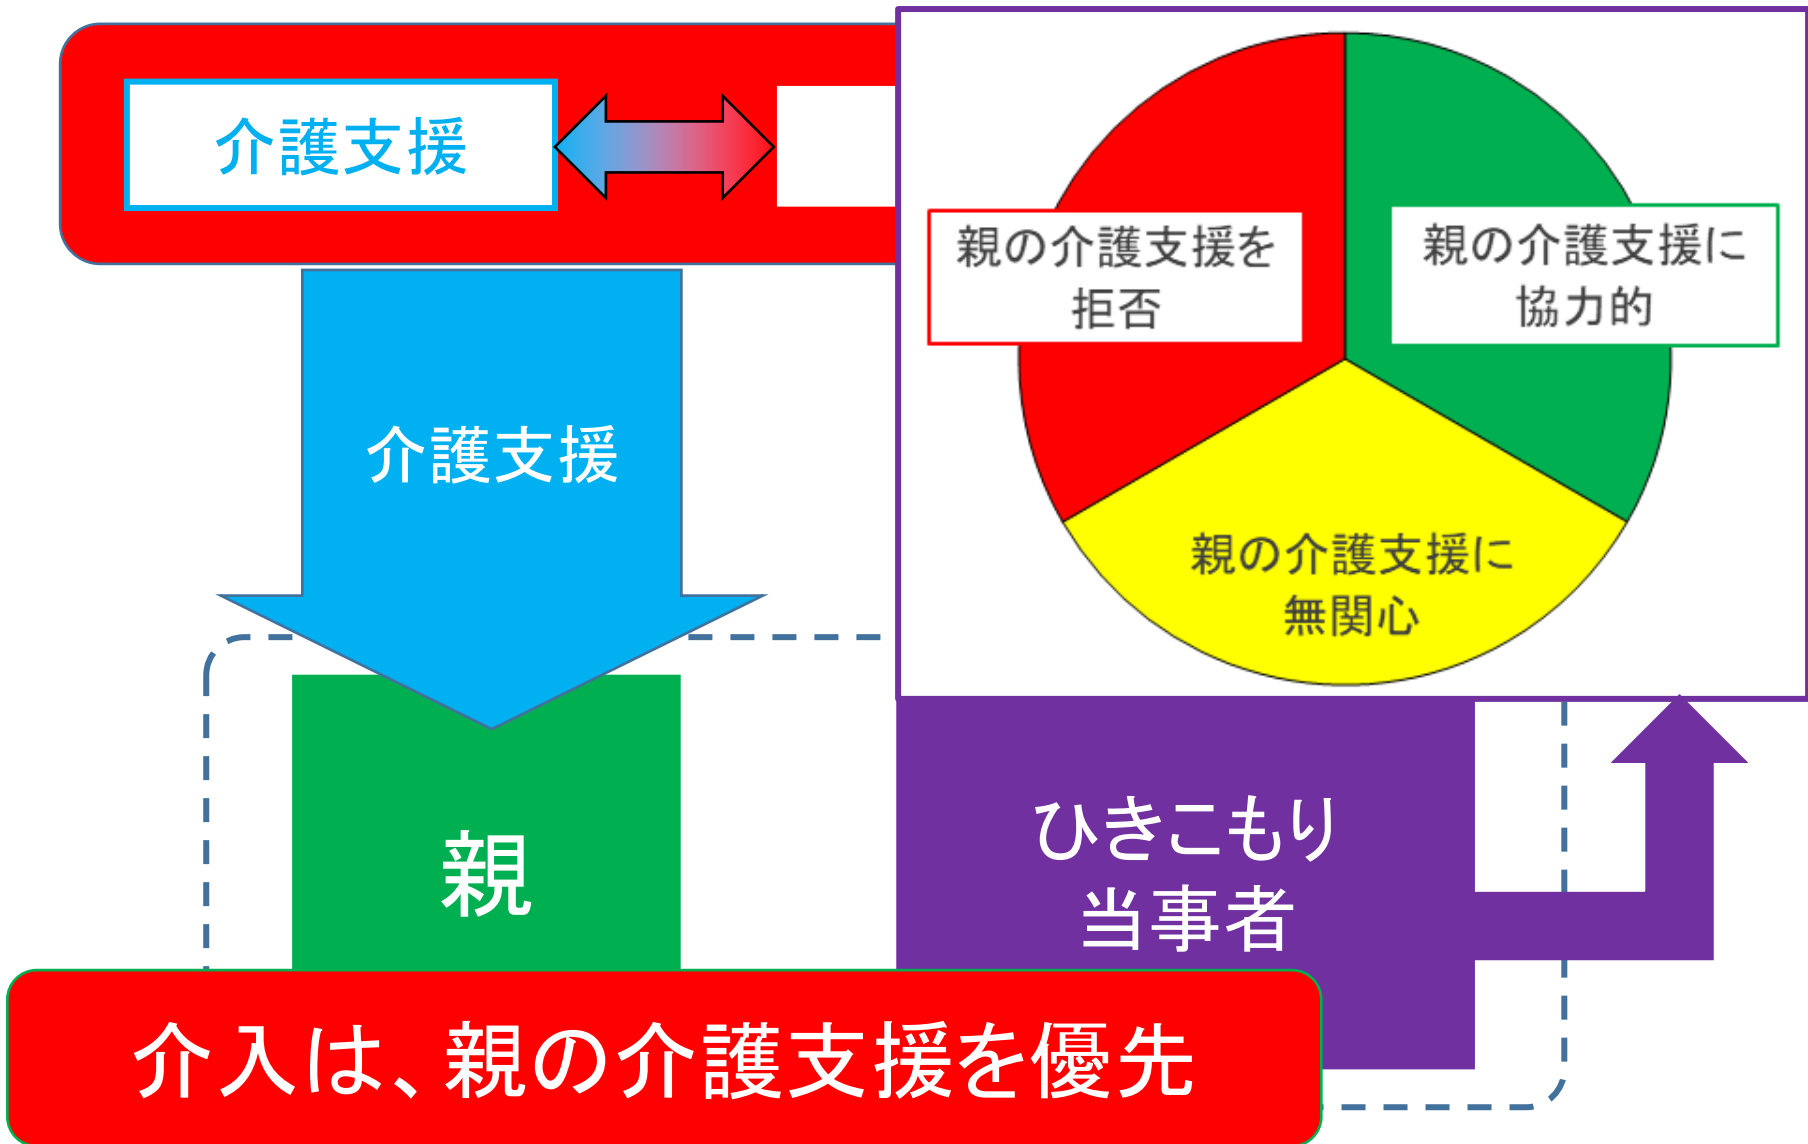 介護支援
親の介護支援を
拒否
親の介護支援に
協力的
介護支援
親の介護支援に
無関心
親
ひきこもり
当事者
介入は、親の介護支援を優先